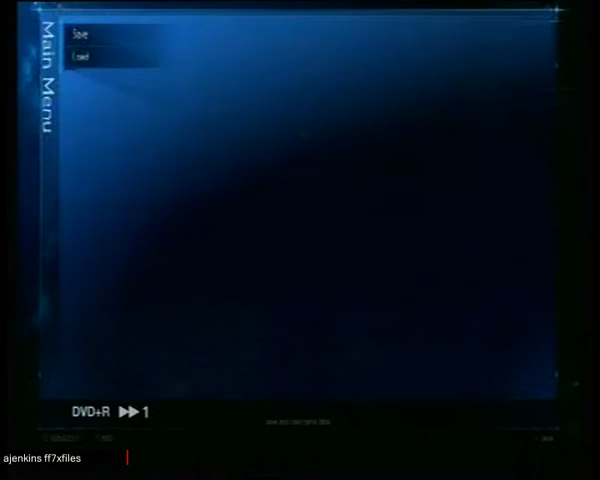 Main Menu
Save
Load
DVD+R ▶▶ 1
ajenkins ff7xfiles